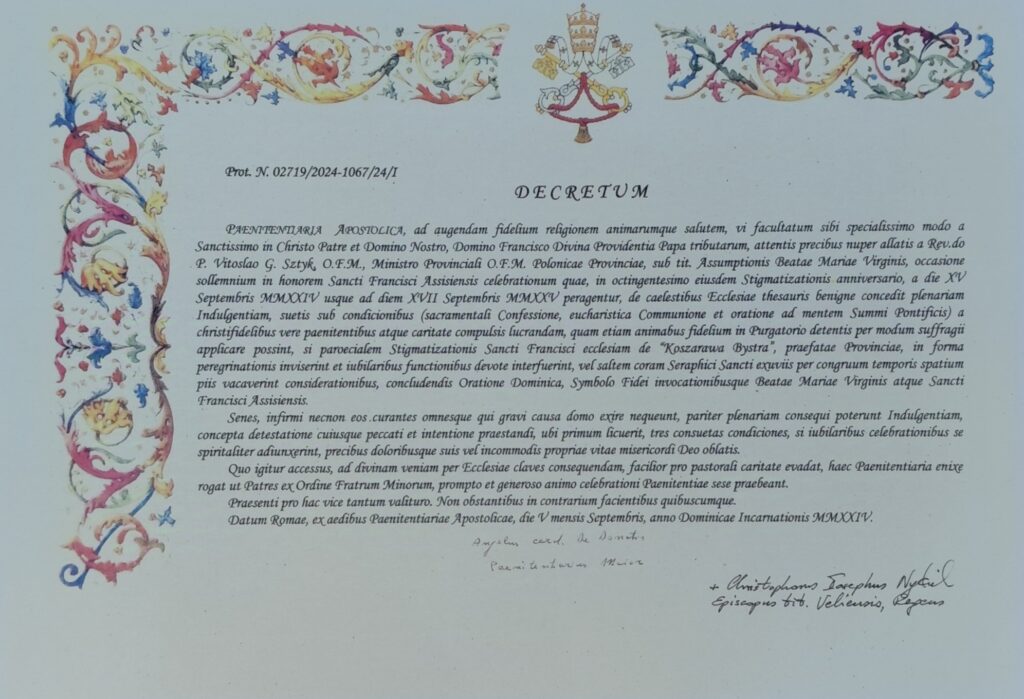 Prot. N. 02719/2024-1067/24/I
DECRETUM
PAENITENTIARIA APOSTOLICA, ad augendam fidelium religionem animarumque salutem, vi facultatum sibi specialissimo modo a
Sanctissimo in Christo Patre et Domino Nostro, Domino Francisco Divina Providentia Papa tributarum, attentis precibus nuper allatis a Rev.do
P. Vitoslao G. Sztyk, O.F.M., Ministro Provinciali O.F.M. Polonicae Provinciae, sub tit. Assumptionis Beatae Mariae Virginis, occasione
sollemnium in honorem Sancti Francisci Assisiensis celebrationum quae, in octingentesimo eiusdem Stigmatizationis anniversario, a die XV
Septembris MMXXIV usque ad diem XVII Septembris MMXXV peragentur, de caelestibus Ecclesiae thesauris benigne concedit plenariam
Indulgentiam, suetis sub condicionibus (sacramentali Confessione, eucharistica Communione et oratione ad mentem Summi Pontificis) a
christifidelibus vere paenitentibus atque caritate compulsis lucrandam, quam etiam animabus fidelium in Purgatorio detentis per modum suffragii
applicare possint, si paroecialem Stigmatizationis Sancti Francisci ecclesiam de "Koszarawa Bystra", praefatae Provinciae, in forma
peregrinationis inviserint et iubilaribus functionibus devote interfuerint, vel saltem coram Seraphici Sancti exuviis per congruum temporis spatium
piis vacaverint considerationibus, concludendis Oratione Dominica, Symbolo Fidei invocationibusque Beatae Mariae Virginis atque Sancti
Francisci Assisiensis.
Senes, infirmi necnon eos curantes omnesque qui gravi causa domo exire nequeunt, pariter plenariam consequi poterunt Indulgentiam,
concepta detestatione cuiusque peccati et intentione praestandi, ubi primum licuerit, tres consuetas condiciones, si iubilaribus celebrationibus se
spiritaliter adiunxerint, precibus doloribusque suis vel incommodis propriae vitae misericordi Deo oblatis.
Quo igitur accessus, ad divinam veniam per Ecclesiae claves consequendam, facilior pro pastorali caritate evadat, haec Paenitentiaria enixe
rogat ut Patres ex Ordine Fratrum Minorum, prompto et generoso animo celebrationi Paenitentiae sese praebeant.
Praesenti pro hac vice tantum valituro. Non obstantibus in contrarium facientibus quibuscumque.
Datum Romae, ex aedibus Paenitentiariae Apostolicae, die V mensis Septembris, anno Dominicae Incarnationis MMXXIV.
Angelus card. De Donatis
Paenitentiarius Maior
+ Christophorus Iosephus Nykiel
Episcopus tit. Veliensis, Regens